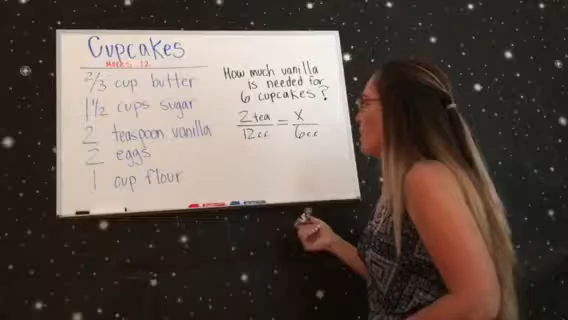 Cupcakes
MAKES 12
2/3 cup butter
1 1/2 cups sugar
2 teaspoon vanilla
2 eggs
1 cup flour
How much vanilla
is needed for
6 cupcakes?
2 tea = X
12 cc 6 cc